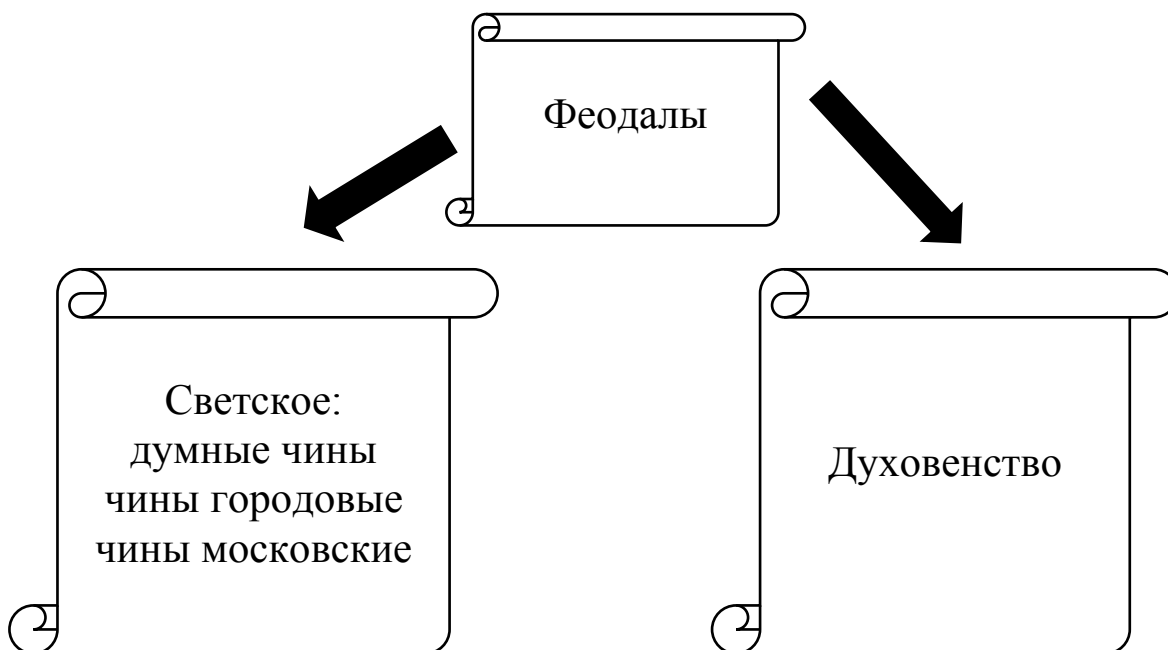 Феодалы
Светское:
думные чины
чины городовые
чины московские
Духовенство